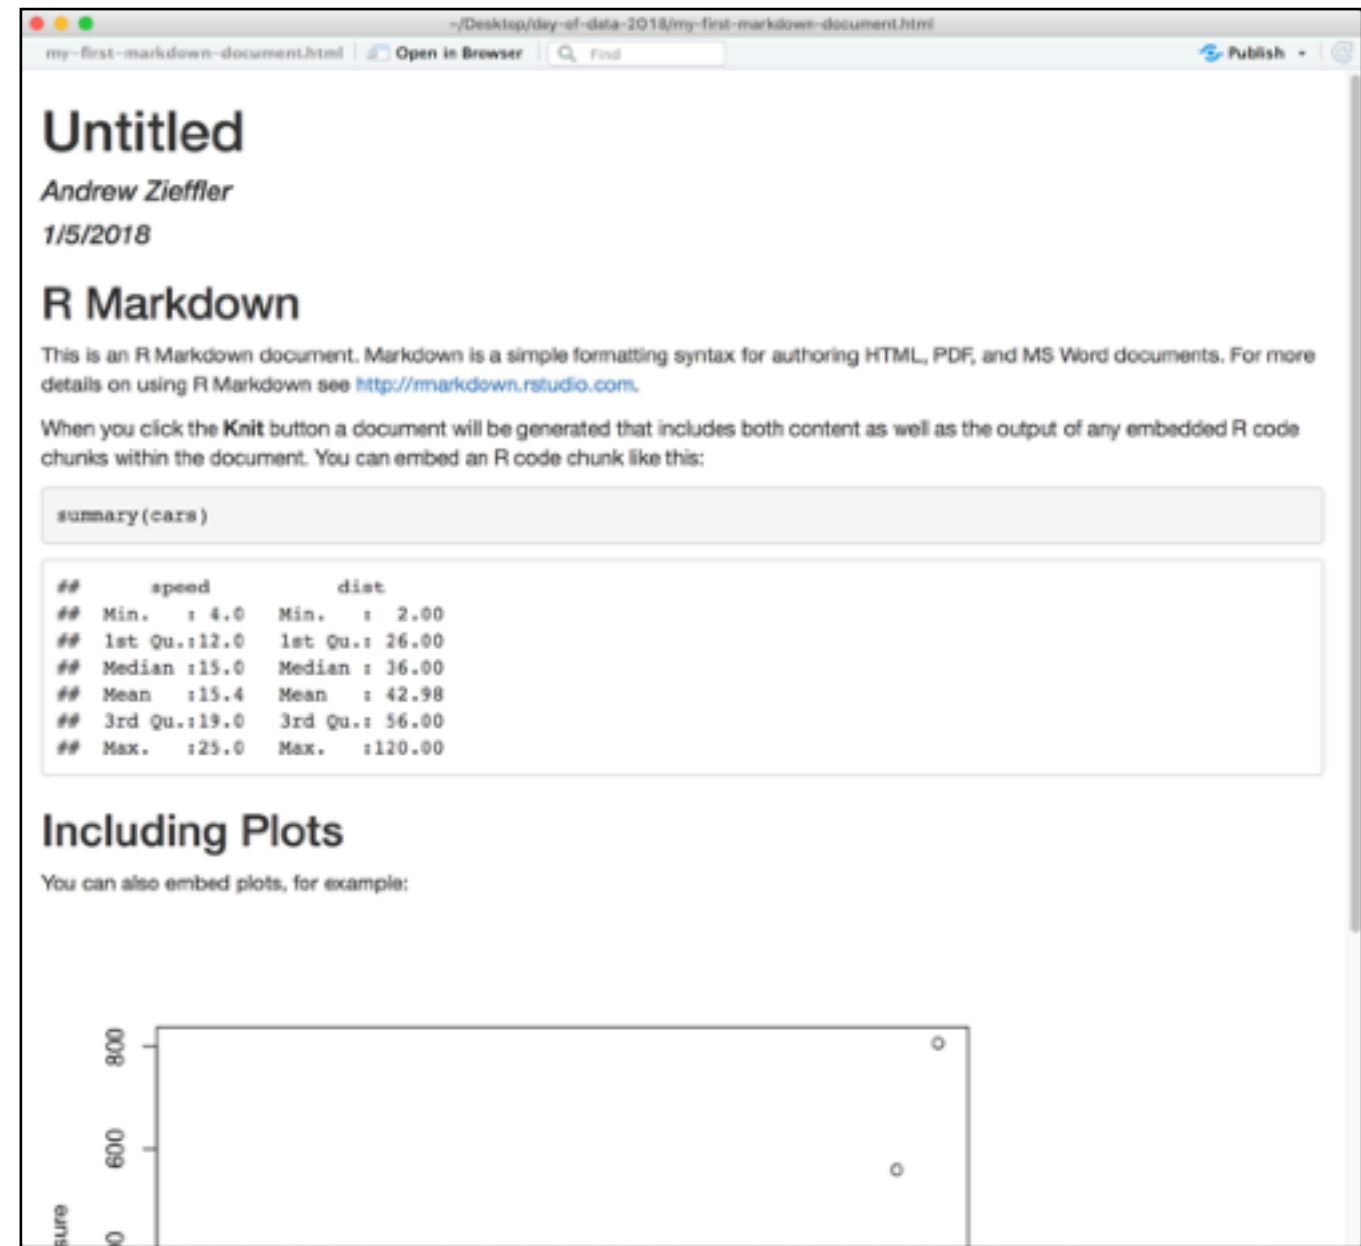 ~/Desktop/day-of-data-2018/my-first-markdown-document.html
my-first-markdown-document.html Open in Browser Find Publish
Untitled
Andrew Zieffler
1/5/2018
R Markdown
This is an R Markdown document. Markdown is a simple formatting syntax for authoring HTML, PDF, and MS Word documents. For more
details on using R Markdown see http://rmarkdown.rstudio.com.
When you click the Knit button a document will be generated that includes both content as well as the output of any embedded R code
chunks within the document. You can embed an R code chunk like this:
summary(cars)
##      speed           dist
##  Min.   : 4.0   Min.   :  2.00
##  1st Qu.:12.0   1st Qu.: 26.00
##  Median :15.0   Median : 36.00
##  Mean   :15.4   Mean   : 42.98
##  3rd Qu.:19.0   3rd Qu.: 56.00
##  Max.   :25.0   Max.   :120.00
Including Plots
You can also embed plots, for example:
800
600